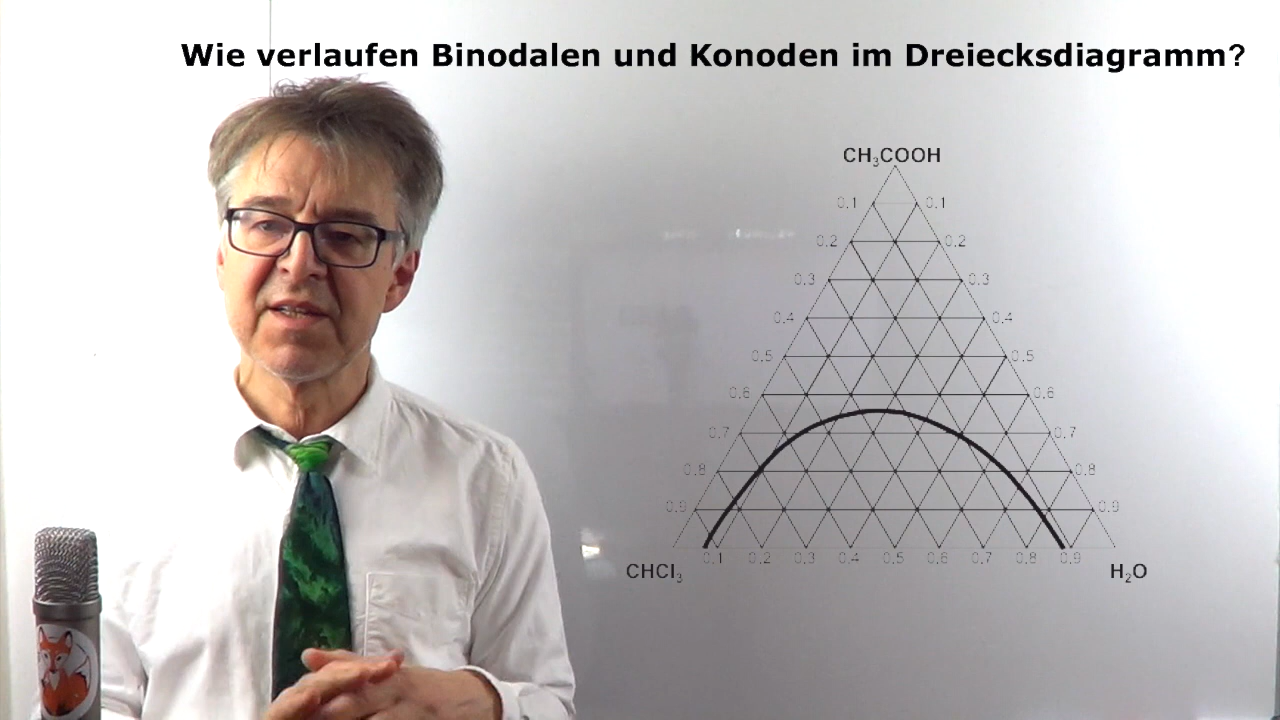 Wie verlaufen Binodalen und Konoden im Dreiecksdiagramm?
CH₃COOH
0.1 0.1
0.2 0.2
0.3 0.3
0.4 0.4
0.5 0.5
0.6 0.6
0.7 0.7
0.8 0.8
0.9 0.9
0.1 0.2 0.3 0.4 0.5 0.6 0.7 0.8 0.9
CHCl₃ H₂O